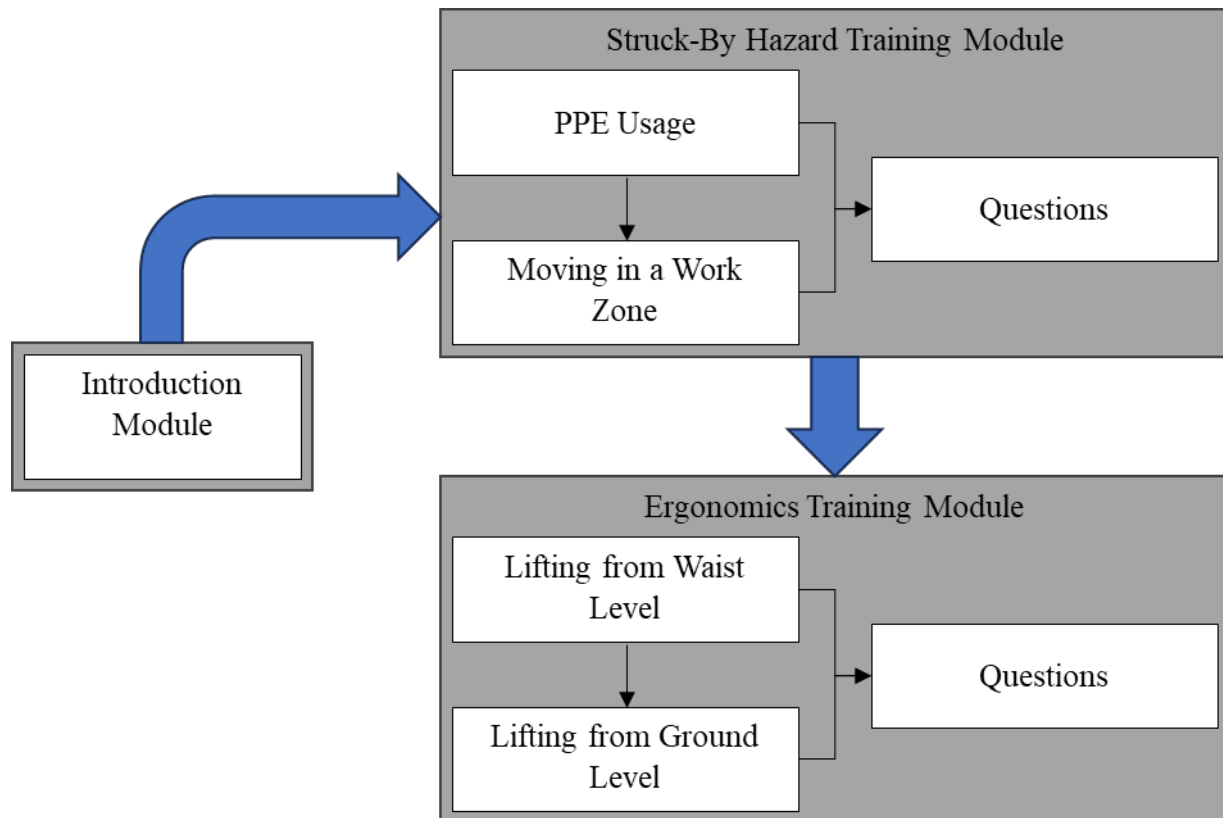 Struck-By Hazard Training Module
PPE Usage
Questions
Moving in a Work
Zone
Introduction
Module
Ergonomics Training Module
Lifting from Waist
Level
Questions
Lifting from Ground
Level